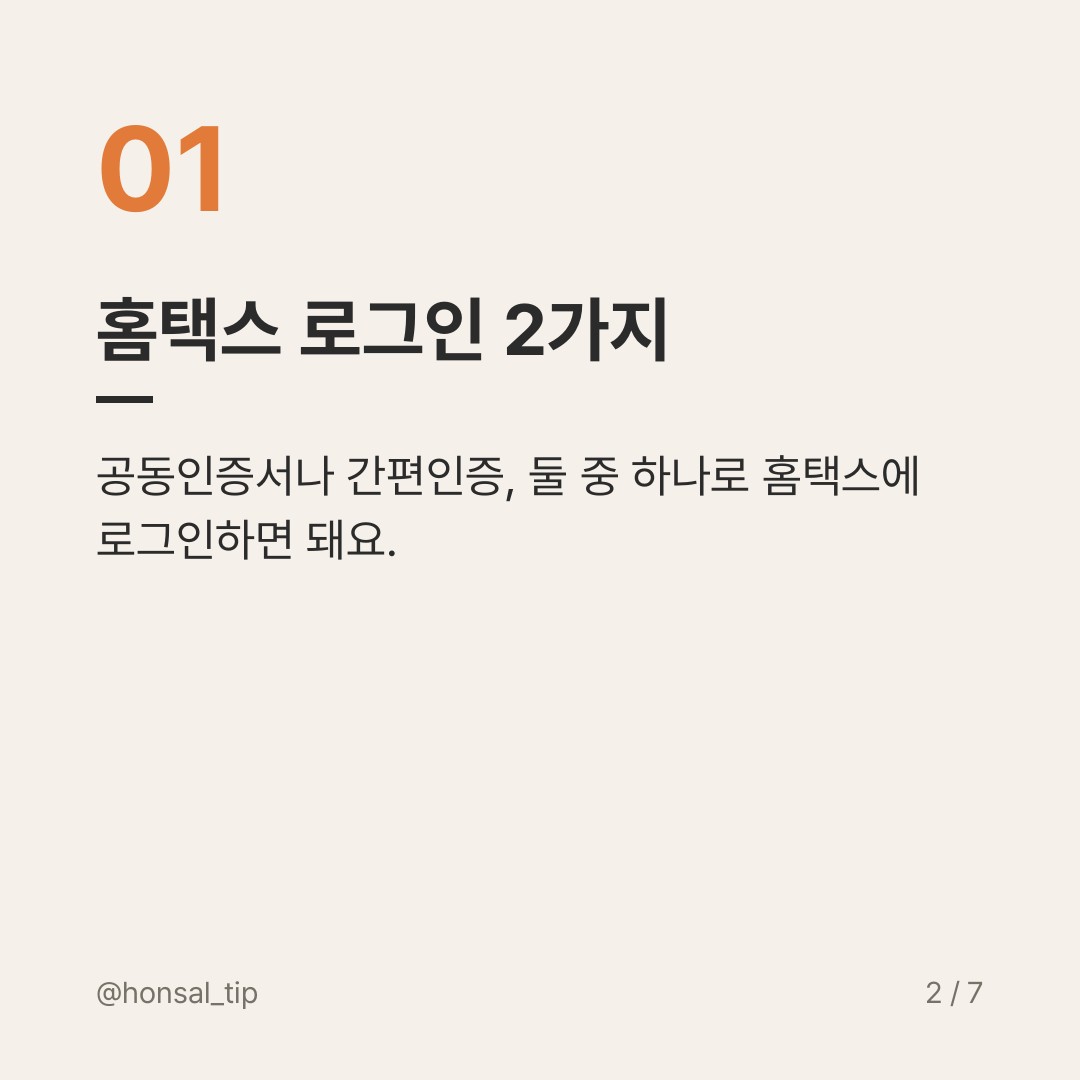 01
홈택스 로그인 2가지
공동인증서나 간편인증, 둘 중 하나로 홈택스에
로그인하면 돼요.
@honsal_tip
2 / 7